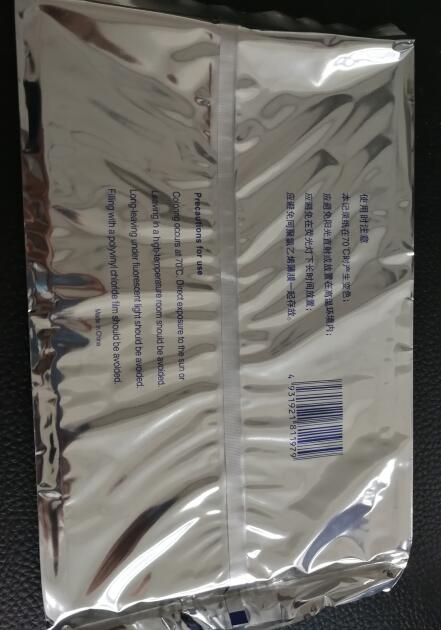 使用时注意
本记录纸在70℃时产生变色；
应避免阳光直射或放置在高温环境内；
应避免在荧光灯下长时间放置；
应避免同聚氯乙烯薄膜一起存放。
4 931921 811979
Precautions for use
Coloring occurs at 70℃. Direct exposure to the sun or
Leaving in a high-temperature room should be avoided.
Long-leaving under fluorescent light should be avoided.
Filling with a polyvinyl chloride film should be avoided.
Made in China